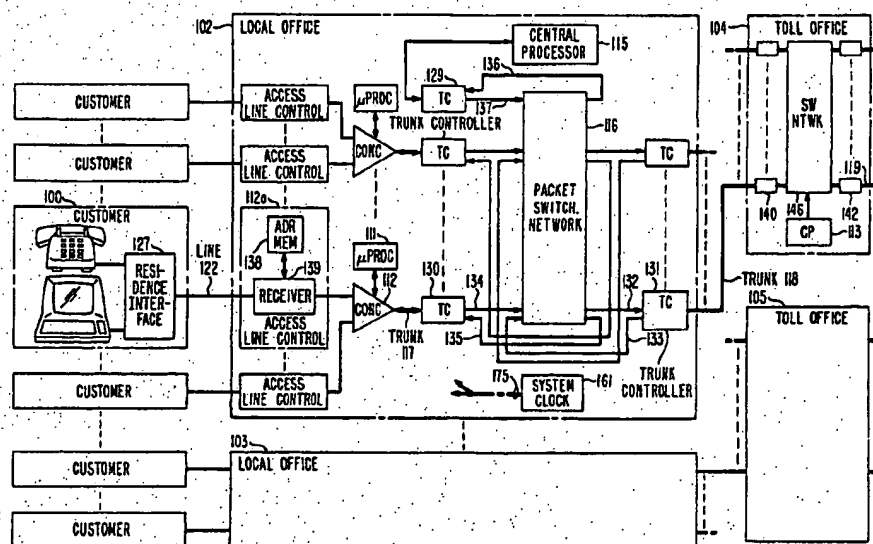 102
LOCAL OFFICE
CENTRAL
PROCESSOR
115
104
TOLL OFFICE
140
142
SW
NTWK
136
129
TC
137
116
CUSTOMER
ACCESS
LINE CONTROL
μPROC
TRUNK CONTROLLER
CONC
TC
TC
CUSTOMER
ACCESS
LINE CONTROL
119
100
CUSTOMER
112a
PACKET
SWITCH.
NETWORK
140
146
142
CP
113
127
LINE
122
ADR
MEM
138
139
111
μPROC
112
130
134
132
131
RESI-
DENCE
INTER-
FACE
RECEIVER
ACCESS
LINE CONTROL
CONC
TC
TC
TRUNK 118
135
133
TRUNK
117
105
TOLL OFFICE
TRUNK
CONTROLLER
CUSTOMER
ACCESS
LINE CONTROL
175
SYSTEM
CLOCK
161
103
LOCAL OFFICE
CUSTOMER
CUSTOMER